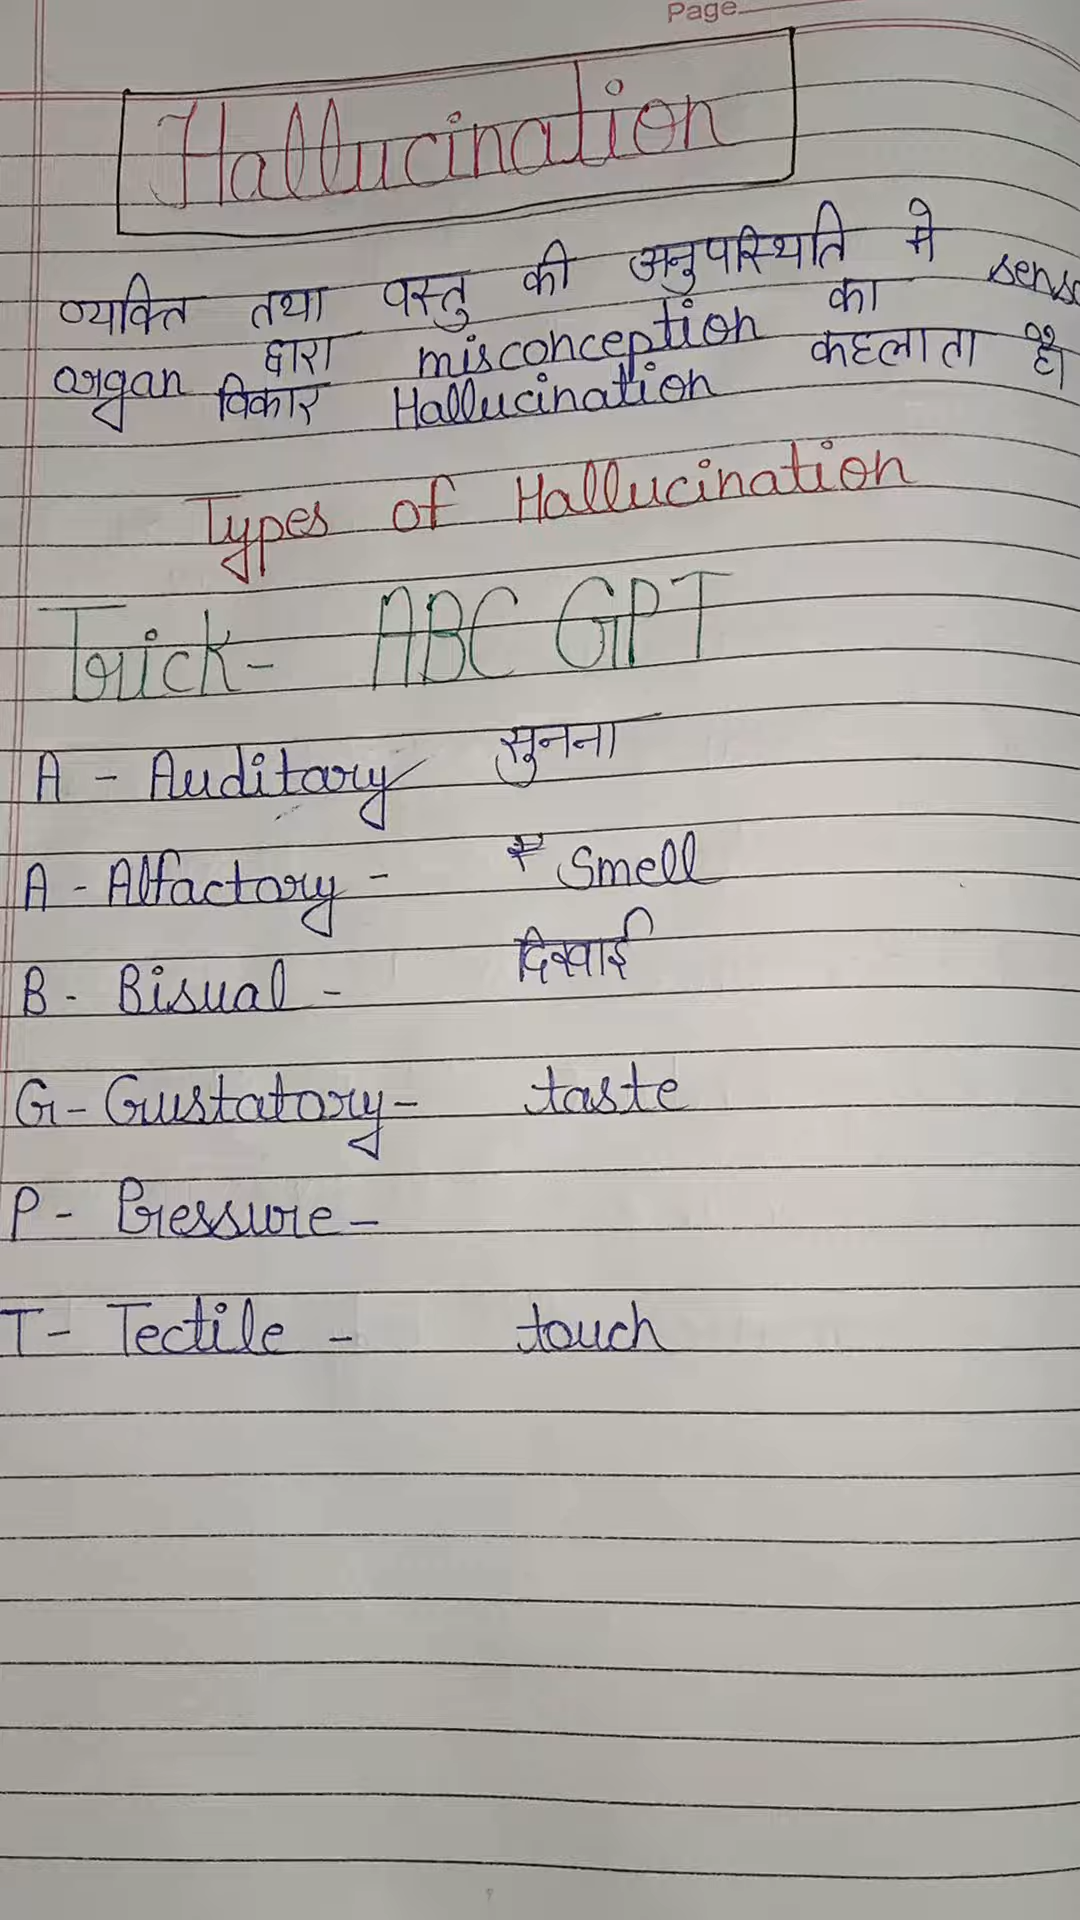 Page
Hallucination
व्यक्ति तथा वस्तु की अनुपस्थिति मे sense
organ द्वारा misconception का
विकार Hallucination कहलाता है।
Types of Hallucination
Trick- ABC GPT
A - Auditary सुनना
A - Alfactory - Smell
B - Bisual - दिखाई
G - Gustatory - taste
P - Pressure -
T - Tectile - touch